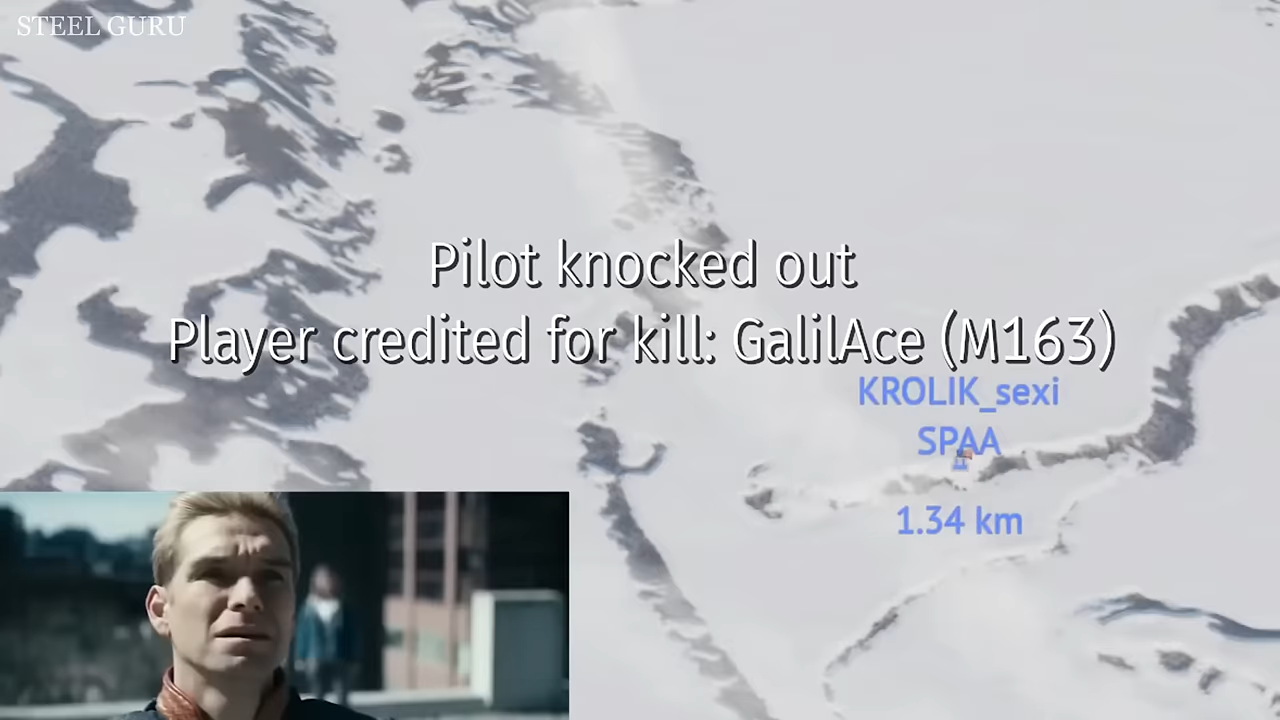 STEEL GURU
Pilot knocked out
Player credited for kill: GalilAce (M163)
KROLIK_sexi
SPAA
1.34 km